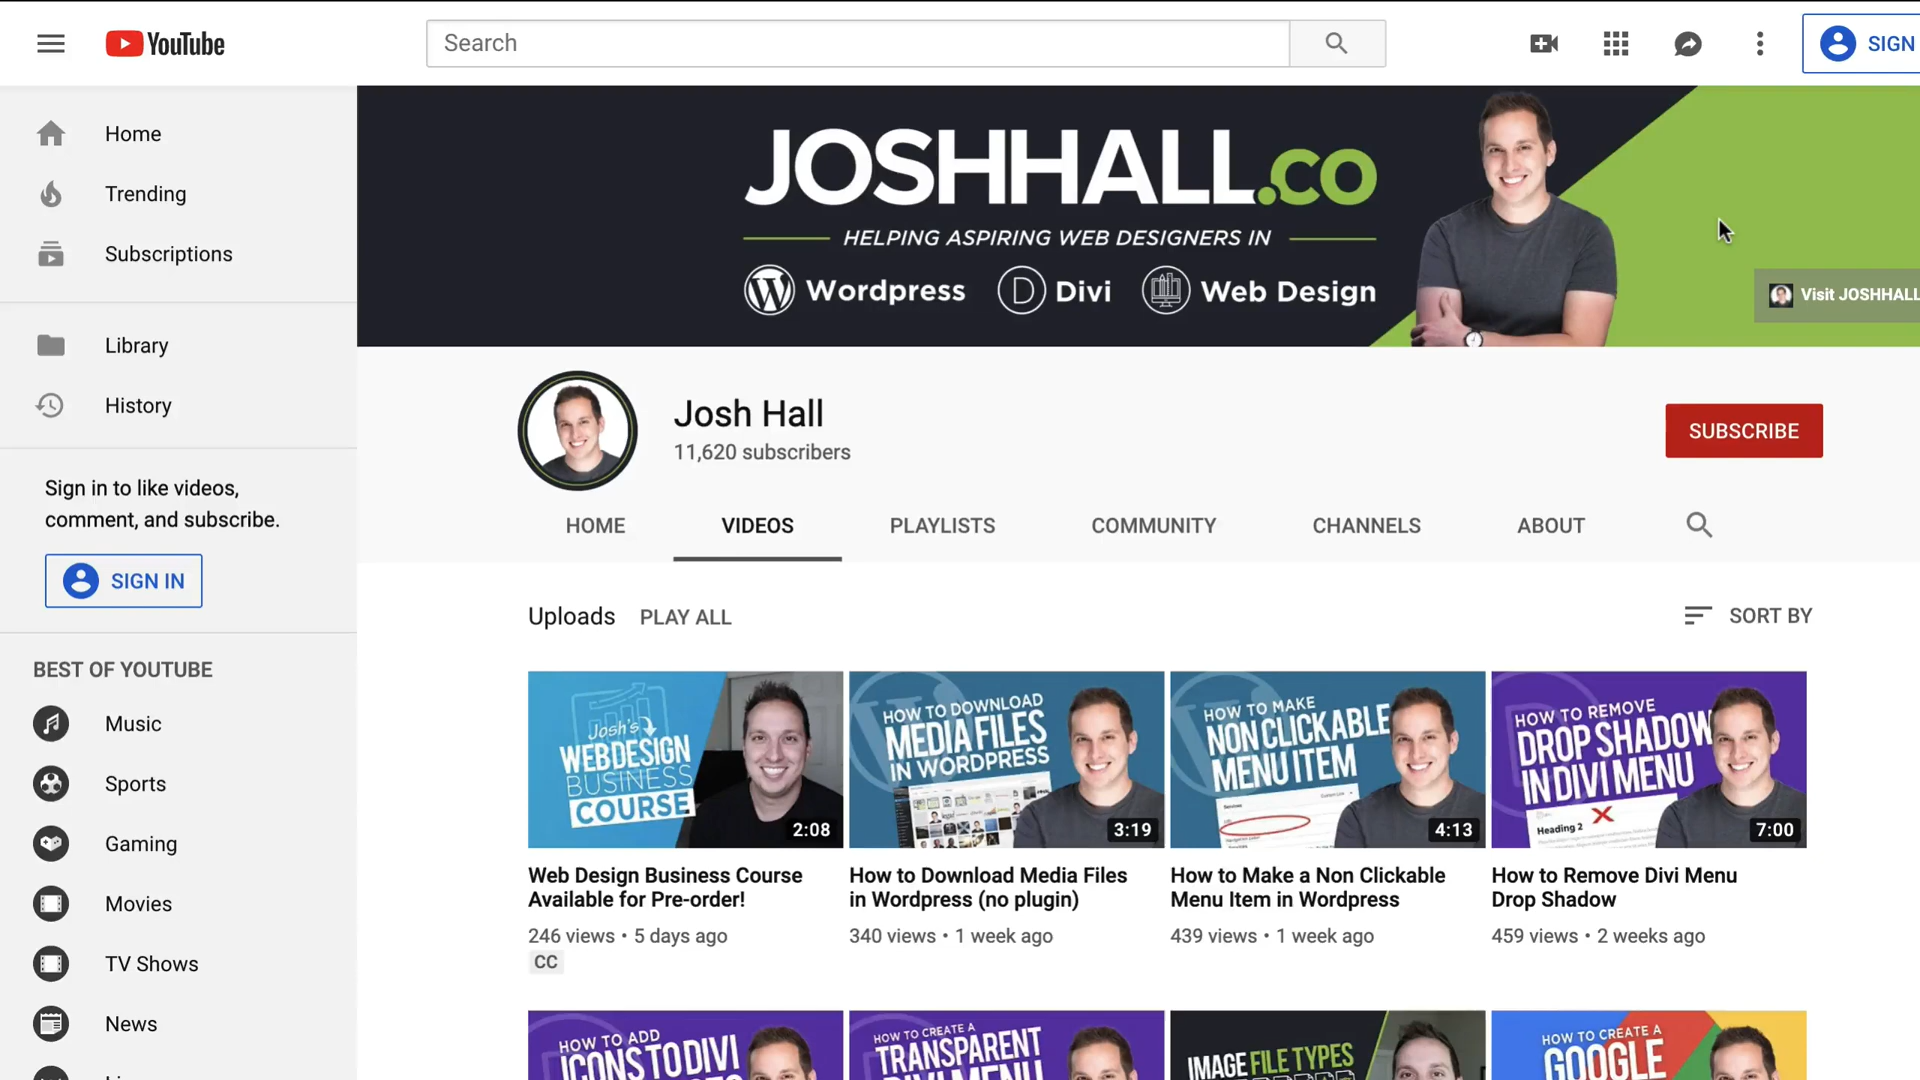 YouTube
Search
SIGN
Home
Trending
Subscriptions
Library
History
Sign in to like videos,
comment, and subscribe.
SIGN IN
BEST OF YOUTUBE
Music
Sports
Gaming
Movies
TV Shows
News
JOSHHALL.CO
HELPING ASPIRING WEB DESIGNERS IN
Wordpress D Divi Web Design
Visit JOSHHALL
Josh Hall
11,620 subscribers
SUBSCRIBE
HOME VIDEOS PLAYLISTS COMMUNITY CHANNELS ABOUT
Uploads PLAY ALL
SORT BY
Josh's
WEBDESIGN
BUSINESS
COURSE
2:08
Web Design Business Course
Available for Pre-order!
246 views • 5 days ago
CC
HOW TO DOWNLOAD
MEDIA FILES
IN WORDPRESS
3:19
How to Download Media Files
in Wordpress (no plugin)
340 views • 1 week ago
HOW TO MAKE
NON CLICKABLE
MENU ITEM
4:13
How to Make a Non Clickable
Menu Item in Wordpress
439 views • 1 week ago
HOW TO REMOVE
DROP SHADOW
IN DIVI MENU
Heading 2
7:00
How to Remove Divi Menu
Drop Shadow
459 views • 2 weeks ago
HOW TO ADD
ICONS TO DIVI
HOW TO CREATE A
TRANSPARENT
DIVI MENU
IMAGE FILE TYPES
HOW TO CREATE A
GOOGLE